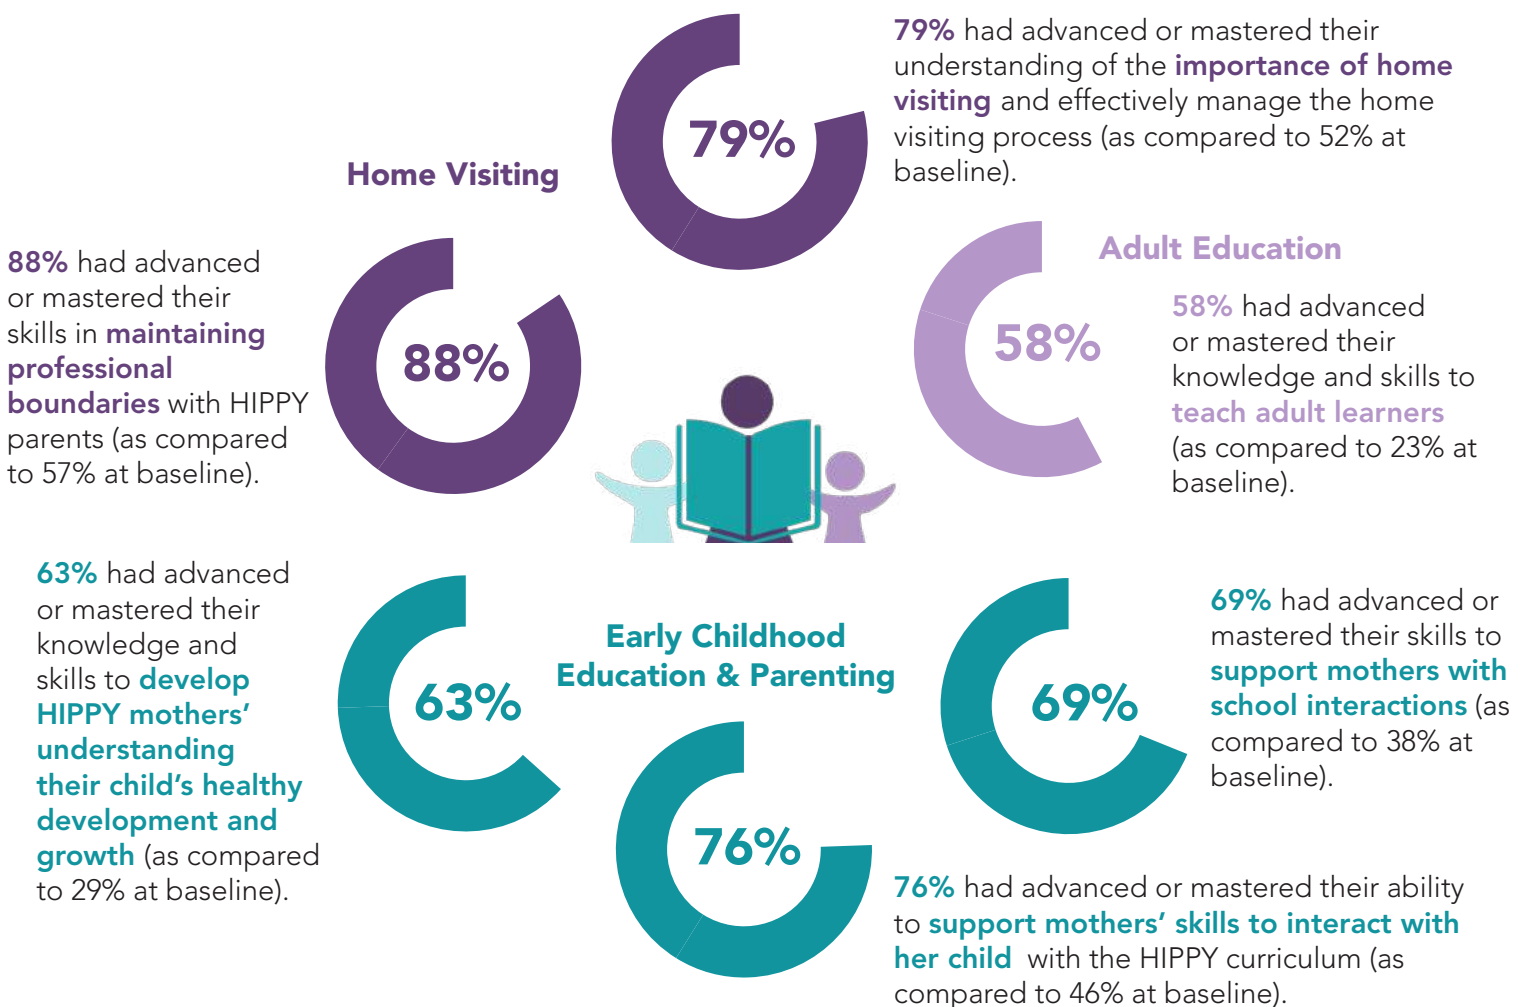 79%
79% had advanced or mastered their
understanding of the importance of home
visiting and effectively manage the home
visiting process (as compared to 52% at
baseline).
Home Visiting
88% had advanced
or mastered their
skills in maintaining
professional
boundaries with HIPPY
parents (as compared
to 57% at baseline).
88%
Adult Education
58%
58% had advanced
or mastered their
knowledge and skills to
teach adult learners
(as compared to 23% at
baseline).
63% had advanced
or mastered their
knowledge and
skills to develop
HIPPY mothers’
understanding
their child’s healthy
development and
growth (as compared
to 29% at baseline).
63%
Early Childhood
Education & Parenting
69%
69% had advanced or
mastered their skills to
support mothers with
school interactions (as
compared to 38% at
baseline).
76%
76% had advanced or mastered their ability
to support mothers’ skills to interact with
her child with the HIPPY curriculum (as
compared to 46% at baseline).